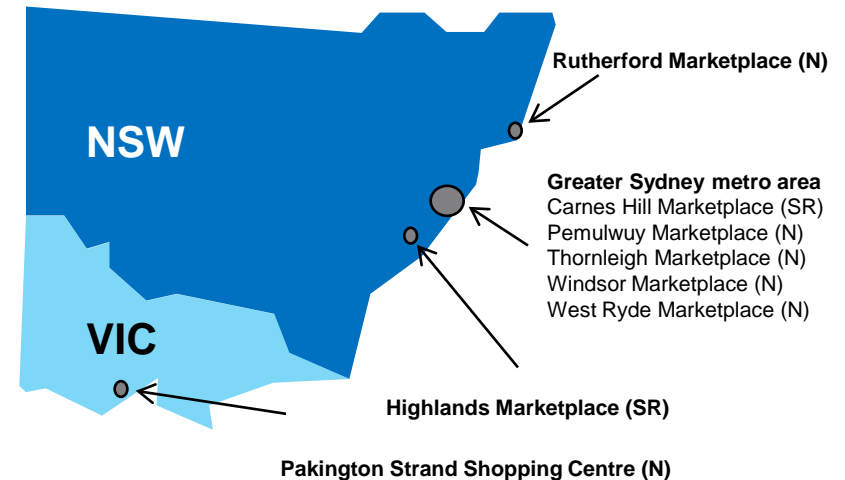 Rutherford Marketplace (N)
NSW
Greater Sydney metro area
Carnes Hill Marketplace (SR)
Pemulwuy Marketplace (N)
Thornleigh Marketplace (N)
Windsor Marketplace (N)
West Ryde Marketplace (N)
VIC
Highlands Marketplace (SR)
Pakington Strand Shopping Centre (N)